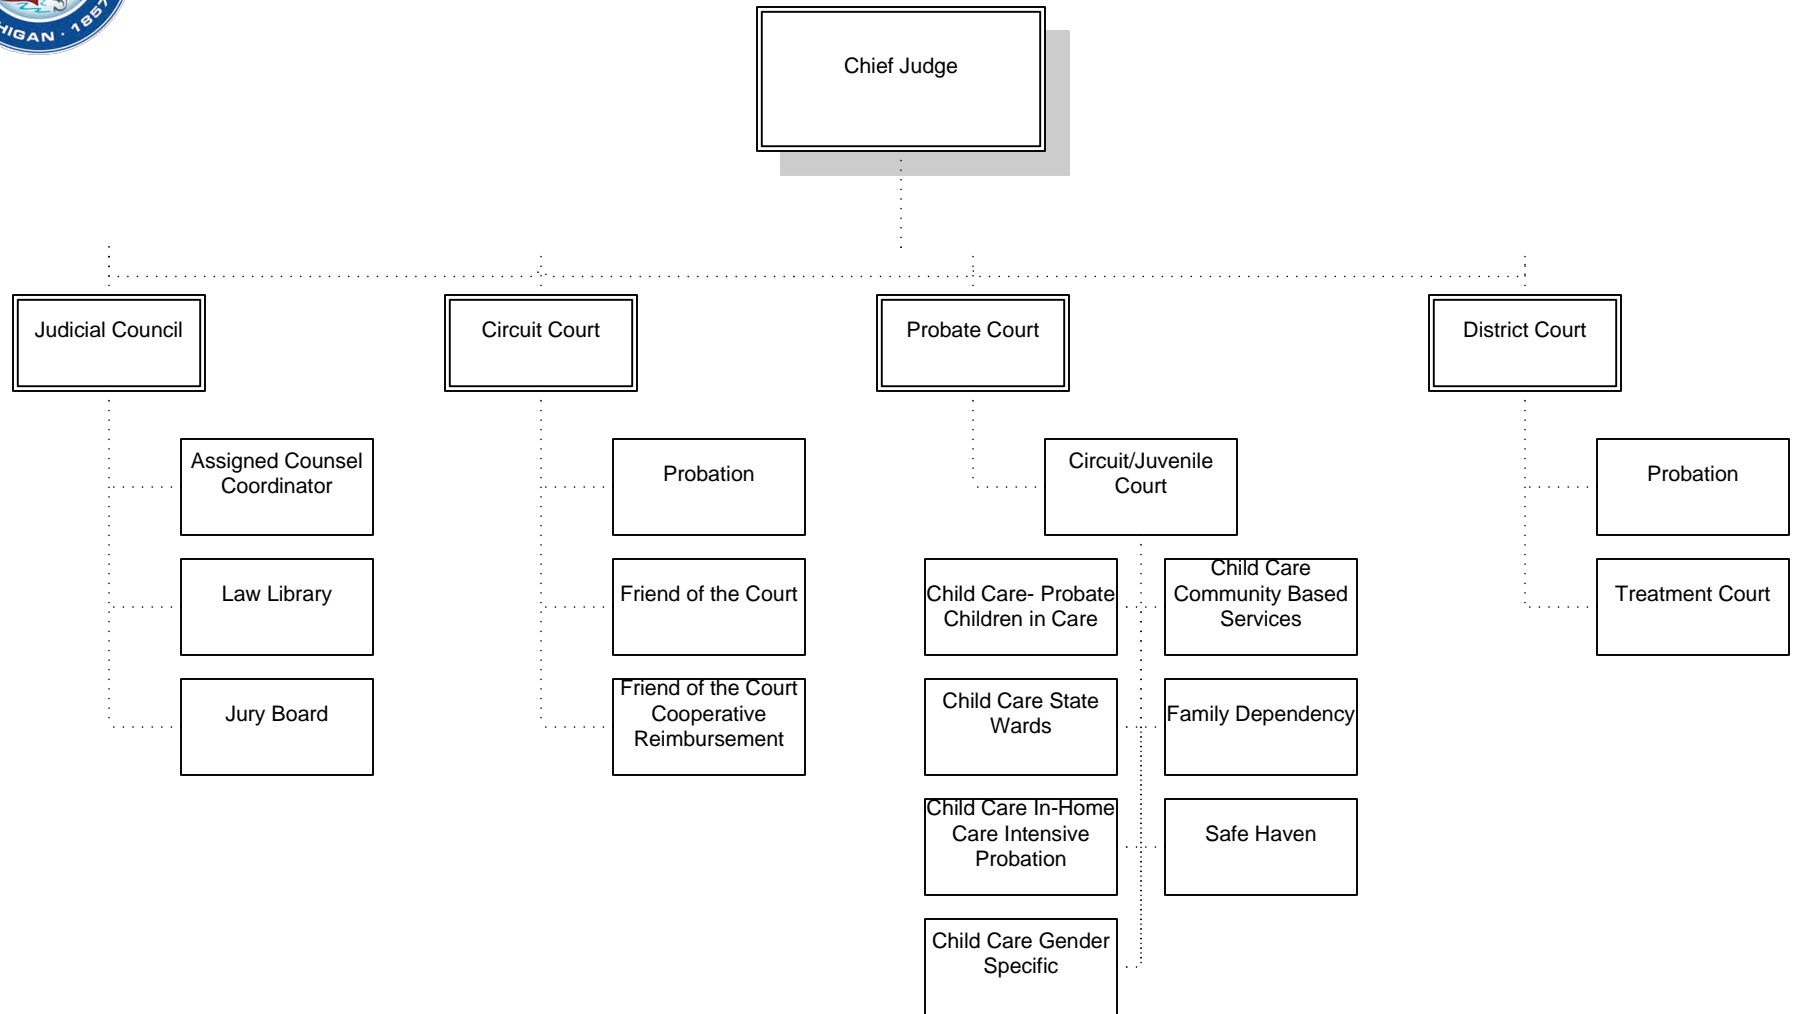 HIGAN · 1857
Chief Judge
Judicial Council
Circuit Court
Probate Court
District Court
Assigned Counsel
Coordinator
Law Library
Jury Board
Probation
Friend of the Court
Friend of the Court
Cooperative
Reimbursement
Circuit/Juvenile
Court
Child Care- Probate
Children in Care
Child Care
Community Based
Services
Child Care State
Wards
Family Dependency
Child Care In-Home
Care Intensive
Probation
Safe Haven
Child Care Gender
Specific
Probation
Treatment Court